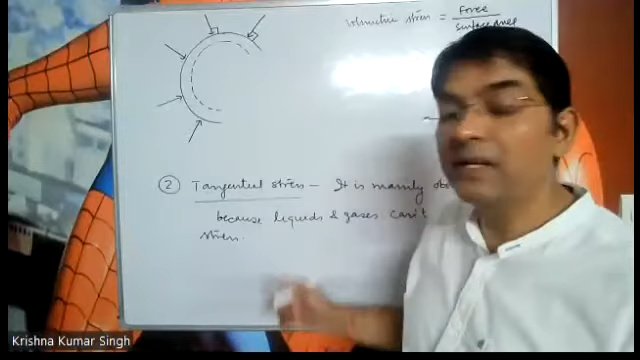 volumetric stress = Force
surface area
② Tangential stress – It is mainly
because liquids & gases can't
stress.
Krishna Kumar Singh